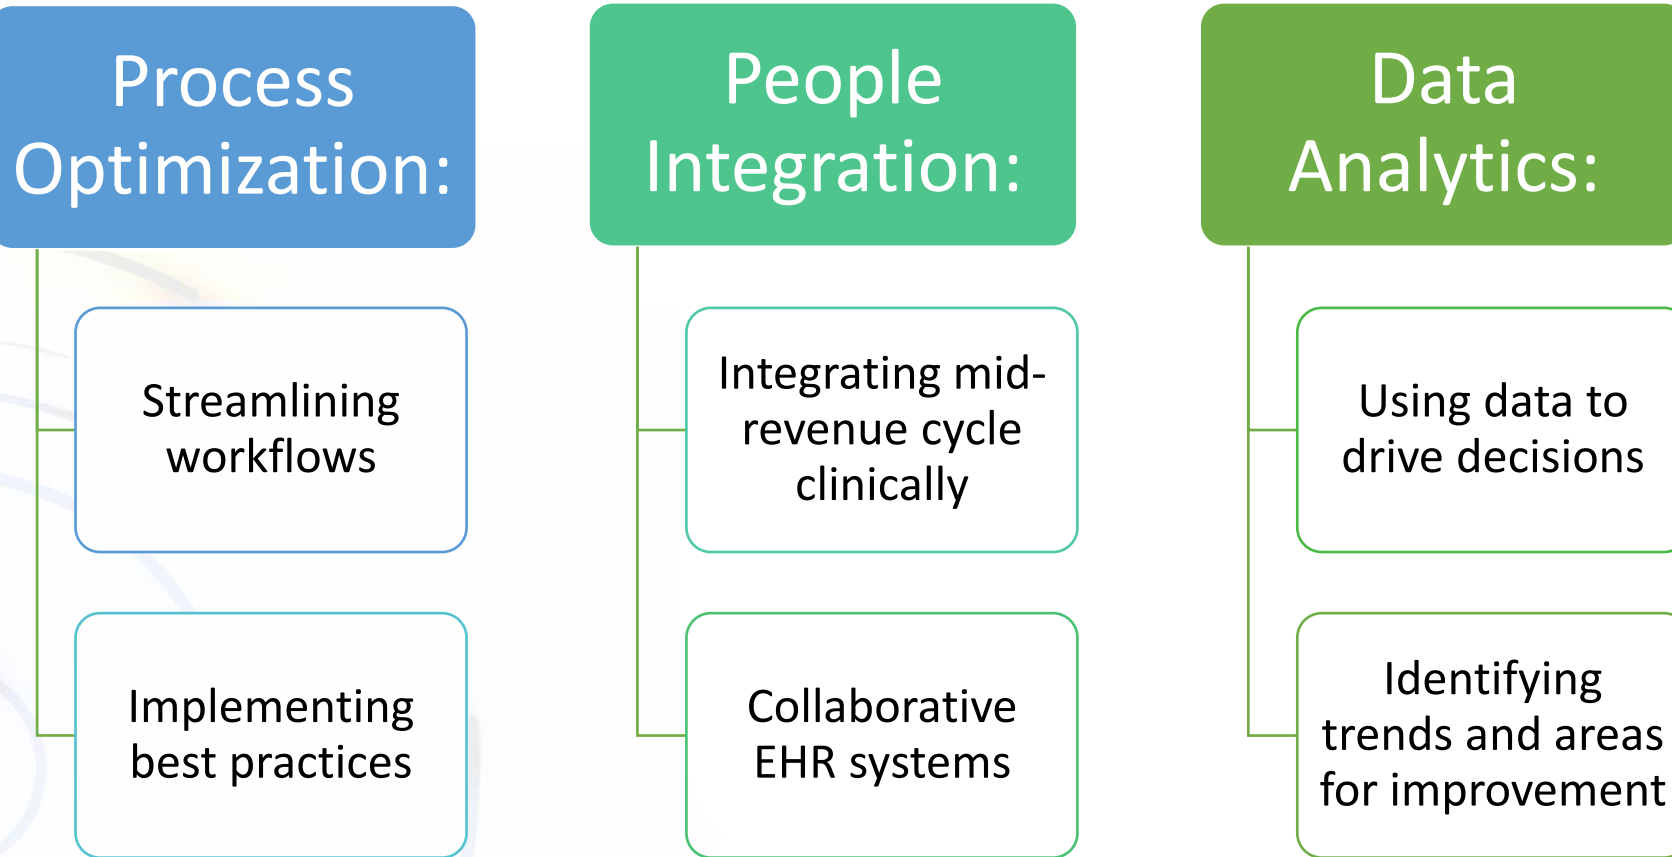 Process
Optimization:
Streamlining
workflows
Implementing
best practices
People
Integration:
Integrating mid-
revenue cycle
clinically
Collaborative
EHR systems
Data
Analytics:
Using data to
drive decisions
Identifying
trends and areas
for improvement